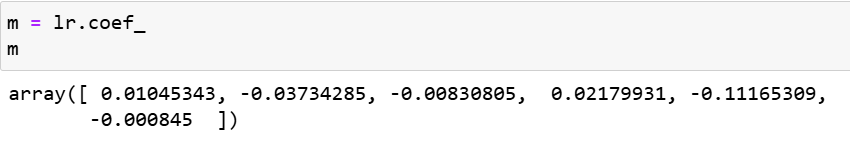 m = lr.coef_
m
array([ 0.01045343, -0.03734285, -0.00830805,  0.02179931, -0.11165309,
       -0.000845  ])